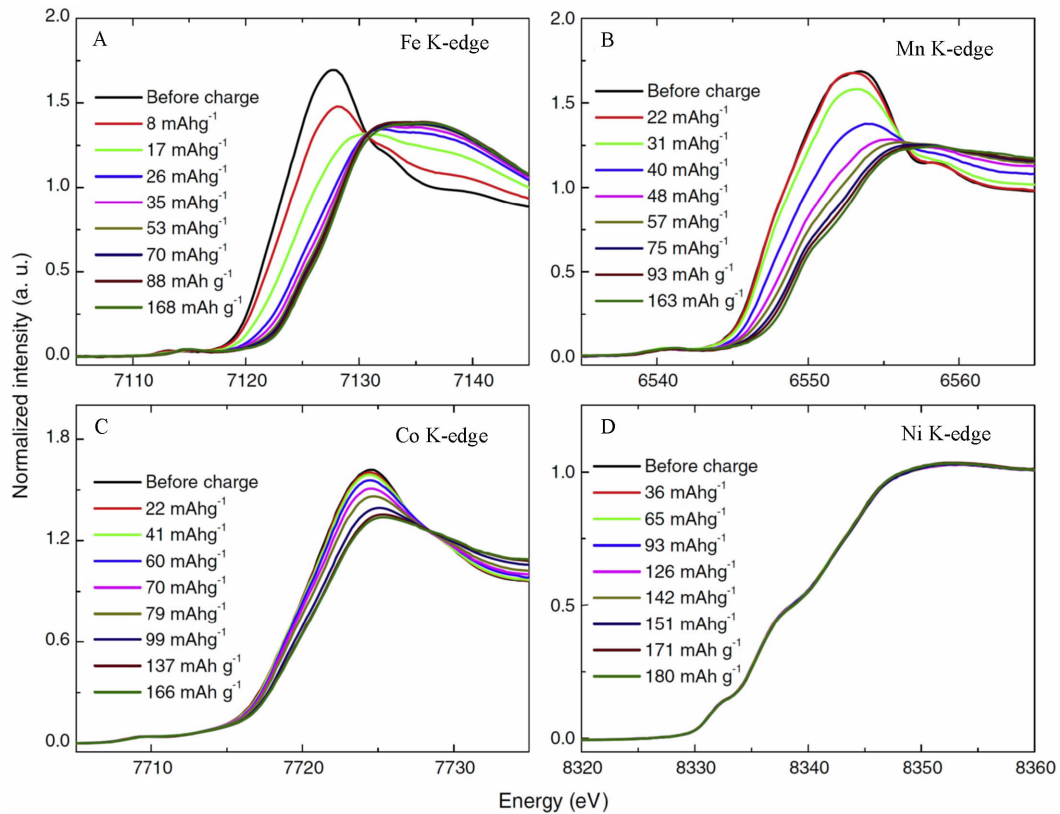 A
Fe K-edge
2.0
1.5
1.0
0.5
0.0
Before charge
8 mAhg-1
17 mAhg-1
26 mAhg-1
35 mAhg-1
53 mAhg-1
70 mAhg-1
88 mAh g-1
168 mAh g-1
7110
7120
7130
7140
B
Mn K-edge
2.0
1.5
1.0
0.5
0.0
Before charge
22 mAhg-1
31 mAhg-1
40 mAhg-1
48 mAhg-1
57 mAhg-1
75 mAhg-1
93 mAh g-1
163 mAh g-1
6540
6550
6560
Normalized intensity (a. u.)
C
Co K-edge
1.8
1.2
0.6
0.0
Before charge
22 mAhg-1
41 mAhg-1
60 mAhg-1
70 mAhg-1
79 mAhg-1
99 mAhg-1
137 mAh g-1
166 mAh g-1
7710
7720
7730
D
Ni K-edge
1.0
0.5
0.0
Before charge
36 mAhg-1
65 mAhg-1
93 mAhg-1
126 mAhg-1
142 mAhg-1
151 mAhg-1
171 mAh g-1
180 mAh g-1
8320
8330
8340
8350
8360
Energy (eV)